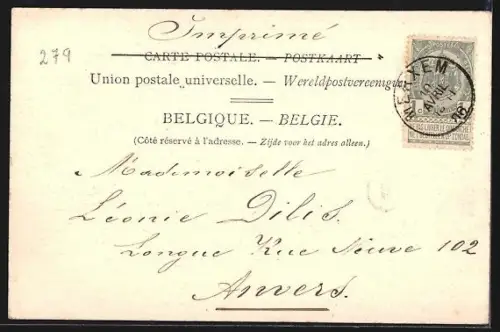 Imprimé
279
CARTE POSTALE. — POSTKAART
Union postale universelle. — Wereldpostvereeniging
BELGIQUE. — BELGIE.
(Côté réservé à l'adresse. — Zijde voor het adres alleen.)
MERXEM
Mademoiselle
Léonie Dilis.
Longue Rue Neuve 102
Anvers.